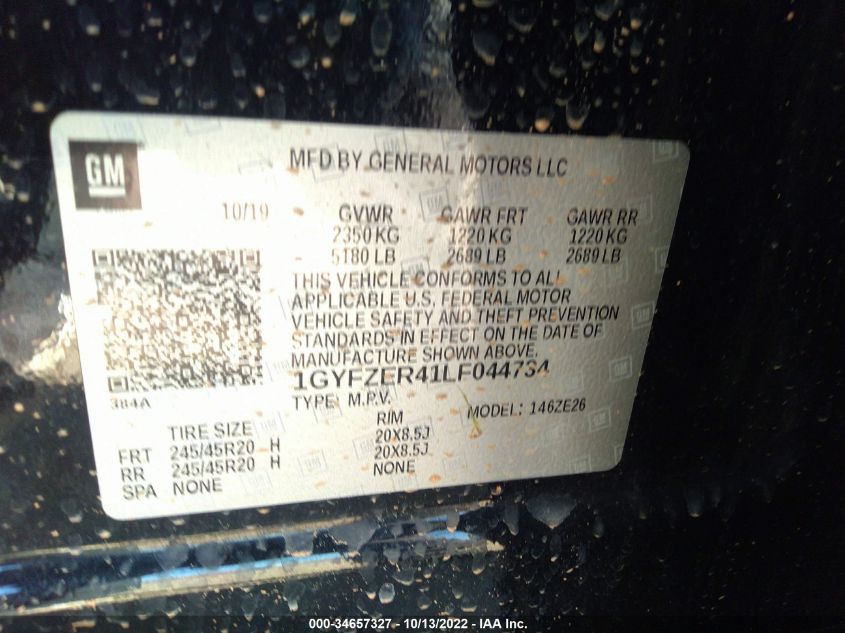 GM
MFD BY GENERAL MOTORS LLC
10/19 GVWR GAWR FRT GAWR RR
2350 KG 1220 KG 1220 KG
5180 LB 2689 LB 2689 LB
THIS VEHICLE CONFORMS TO ALL
APPLICABLE U.S. FEDERAL MOTOR
VEHICLE SAFETY AND THEFT PREVENTION
STANDARDS IN EFFECT ON THE DATE OF
MANUFACTURE SHOWN ABOVE.
1GYFZER41LF044734
384A
TYPE: M.P.V. MODEL: 146ZE26
TIRE SIZE RIM
FRT 245/45R20 H 20X8.5J
RR 245/45R20 H 20X8.5J
SPA NONE NONE
000-34657327 - 10/13/2022 - IAA Inc.